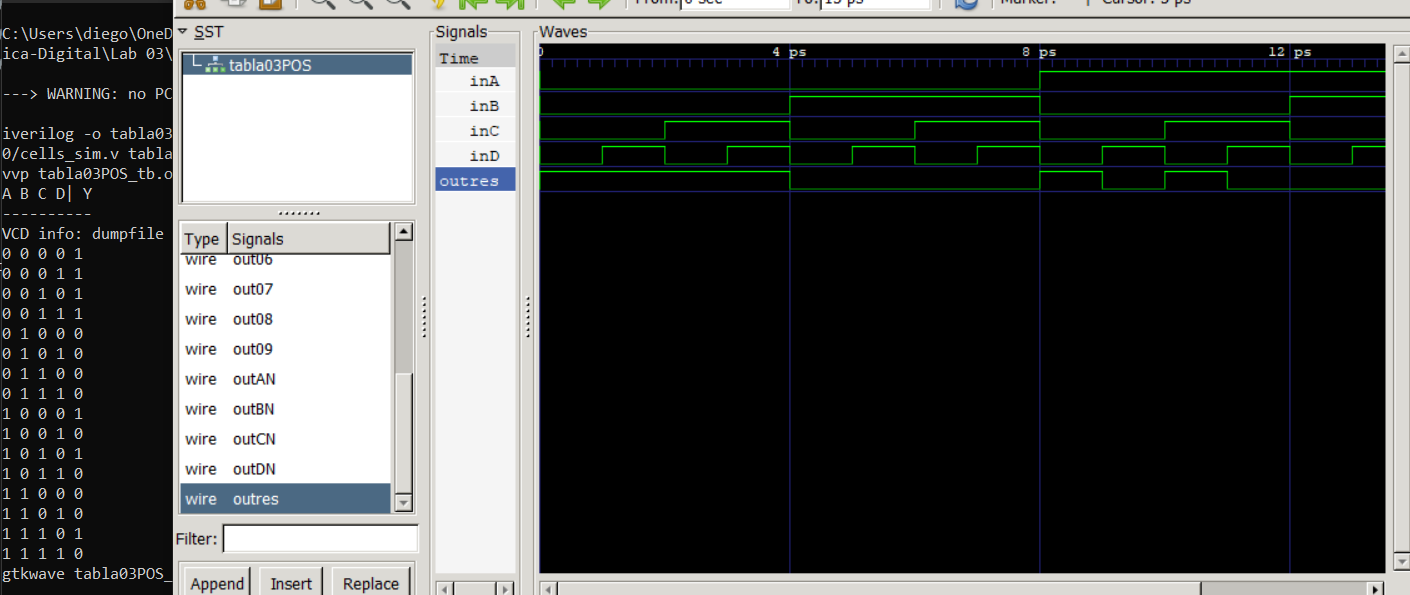 C:\Users\diego\OneD
ica-Digital\Lab 03\
---> WARNING: no PC
iverilog -o tabla03
0/cells_sim.v tabla
vvp tabla03POS_tb.o
A B C D| Y
----------
VCD info: dumpfile
0 0 0 0 1
0 0 0 1 1
0 0 1 0 1
0 0 1 1 1
0 1 0 0 0
0 1 0 1 0
0 1 1 0 0
0 1 1 1 0
1 0 0 0 1
1 0 0 1 0
1 0 1 0 1
1 0 1 1 0
1 1 0 0 0
1 1 0 1 0
1 1 1 0 1
1 1 1 1 0
gtkwave tabla03POS_
From: 0 sec To: 15 ps Marker: | Cursor: 5 ps
SST
tabla03POS
Type Signals
wire out06
wire out07
wire out08
wire out09
wire outAN
wire outBN
wire outCN
wire outDN
wire outres
Filter:
Append Insert Replace
Signals
Time
inA
inB
inC
inD
outres
Waves
0 4 ps 8 ps 12 ps